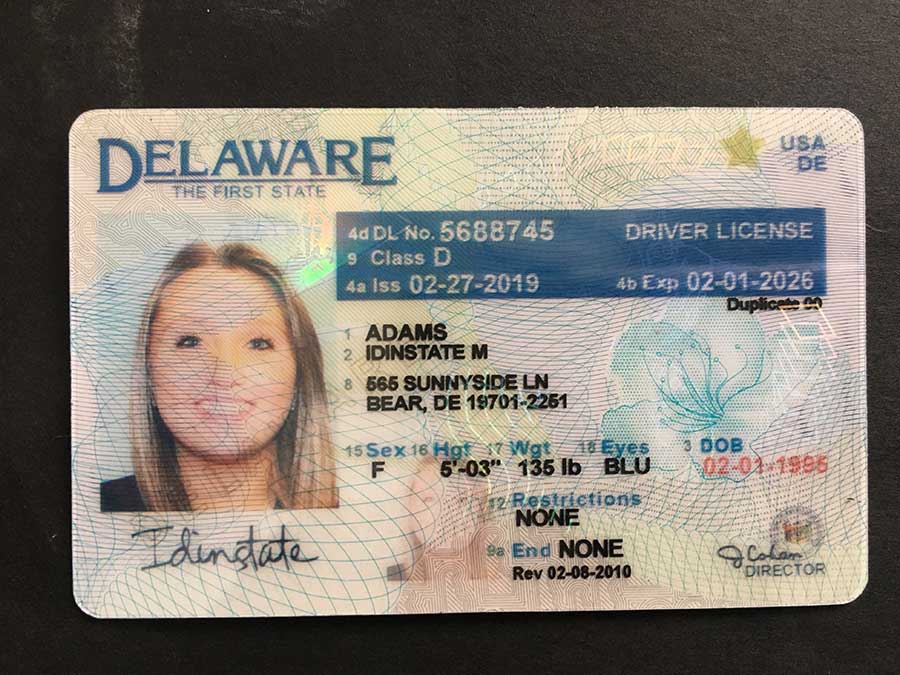 DELAWARE
THE FIRST STATE
USA
DE
4d DL No. 5688745 DRIVER LICENSE
9 Class D
4a Iss 02-27-2019 4b Exp 02-01-2026
Duplicate 00
1 ADAMS
2 IDINSTATE M
8 565 SUNNYSIDE LN
BEAR, DE 19701-2251
15 Sex 16 Hgt 17 Wgt 18 Eyes 3 DOB
F 5'-03" 135 lb BLU 02-01-1995
12 Restrictions
NONE
9a End NONE
Rev 02-08-2010
Idinstate
J Cohan
DIRECTOR